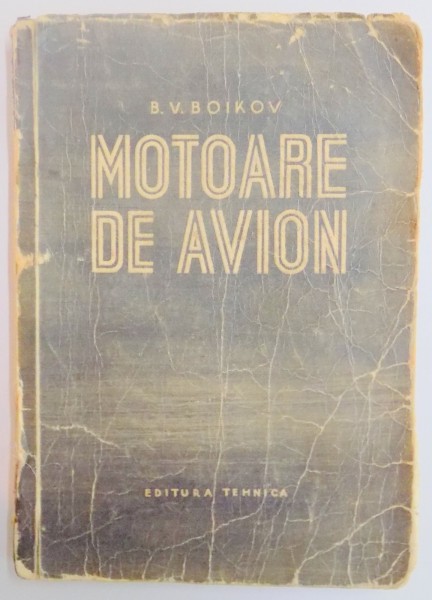 B.V. BOIKOV
MOTOARE
DE AVION
EDITURA TEHNICA